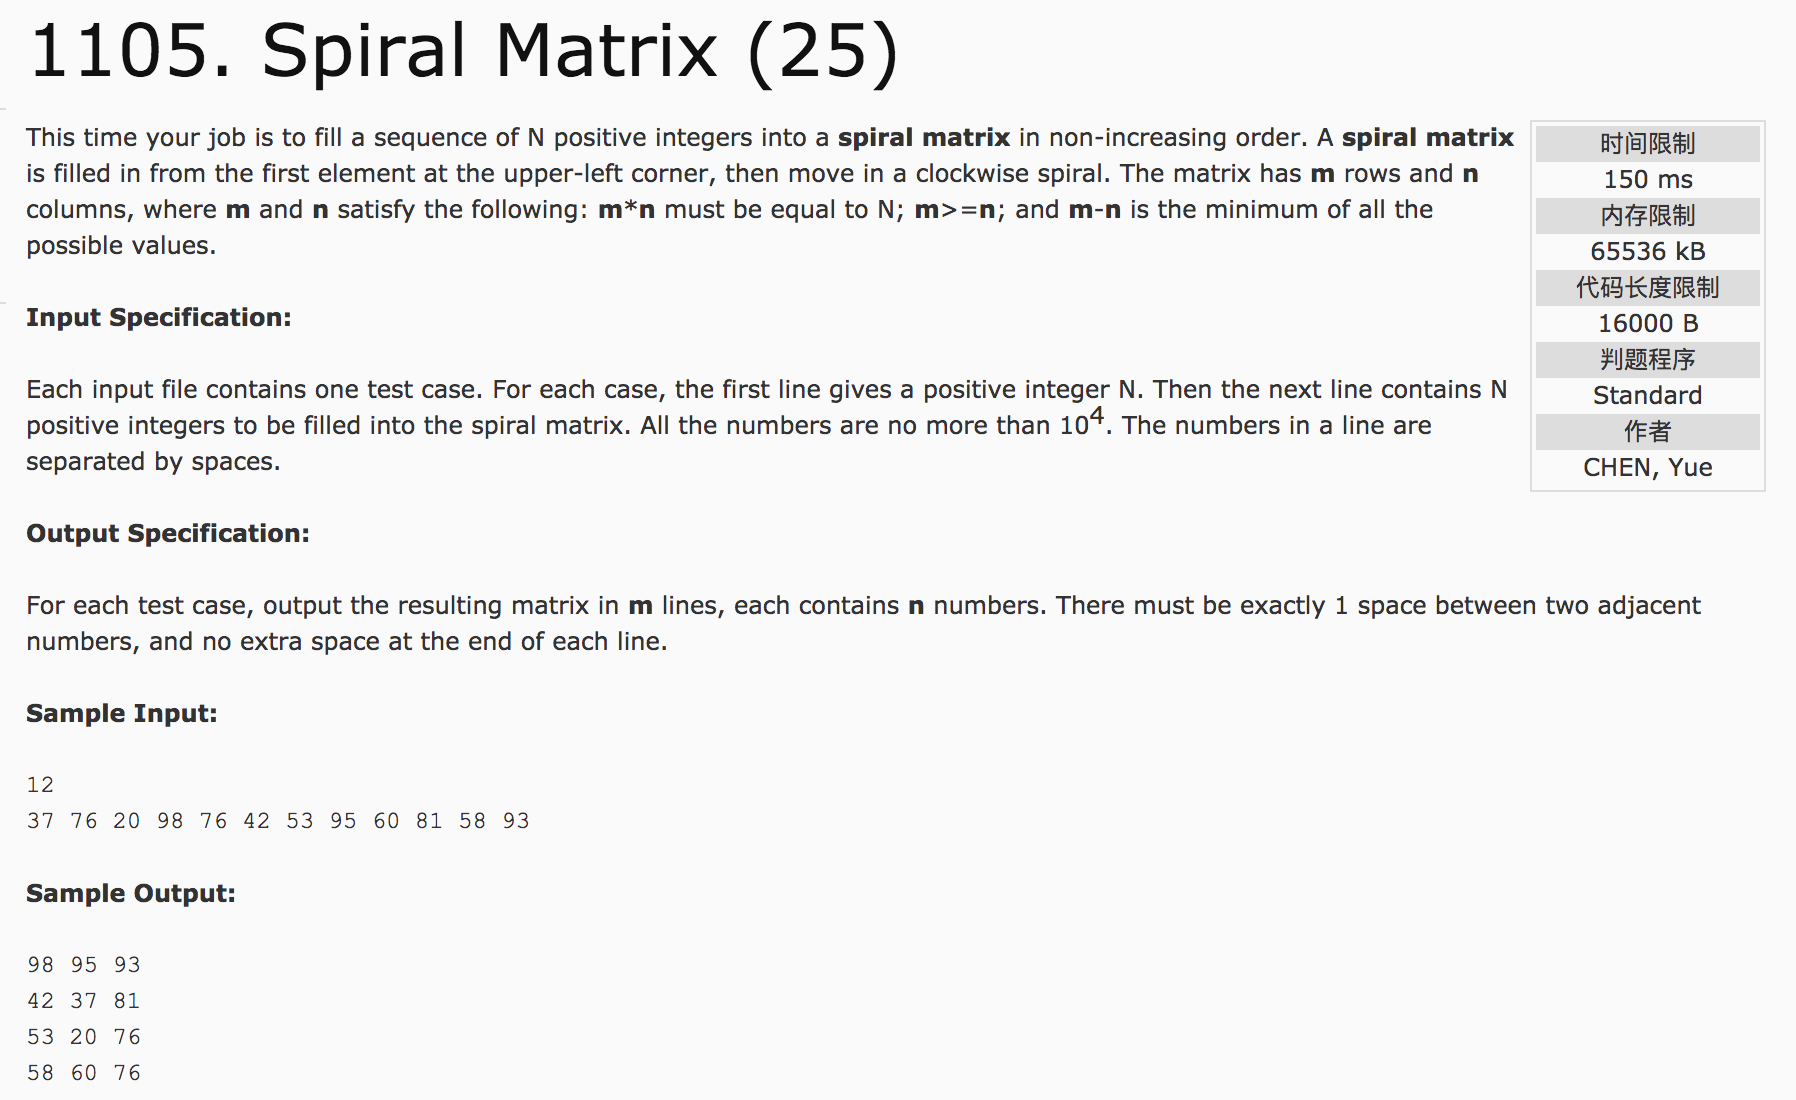 1105. Spiral Matrix (25)
This time your job is to fill a sequence of N positive integers into a spiral matrix in non-increasing order. A spiral matrix
is filled in from the first element at the upper-left corner, then move in a clockwise spiral. The matrix has m rows and n
columns, where m and n satisfy the following: m*n must be equal to N; m>=n; and m-n is the minimum of all the
possible values.
时间限制
150 ms
内存限制
65536 kB
代码长度限制
16000 B
判题程序
Standard
作者
CHEN, Yue
Input Specification:
Each input file contains one test case. For each case, the first line gives a positive integer N. Then the next line contains N
positive integers to be filled into the spiral matrix. All the numbers are no more than 10⁴. The numbers in a line are
separated by spaces.
Output Specification:
For each test case, output the resulting matrix in m lines, each contains n numbers. There must be exactly 1 space between two adjacent
numbers, and no extra space at the end of each line.
Sample Input:
12
37 76 20 98 76 42 53 95 60 81 58 93
Sample Output:
98 95 93
42 37 81
53 20 76
58 60 76